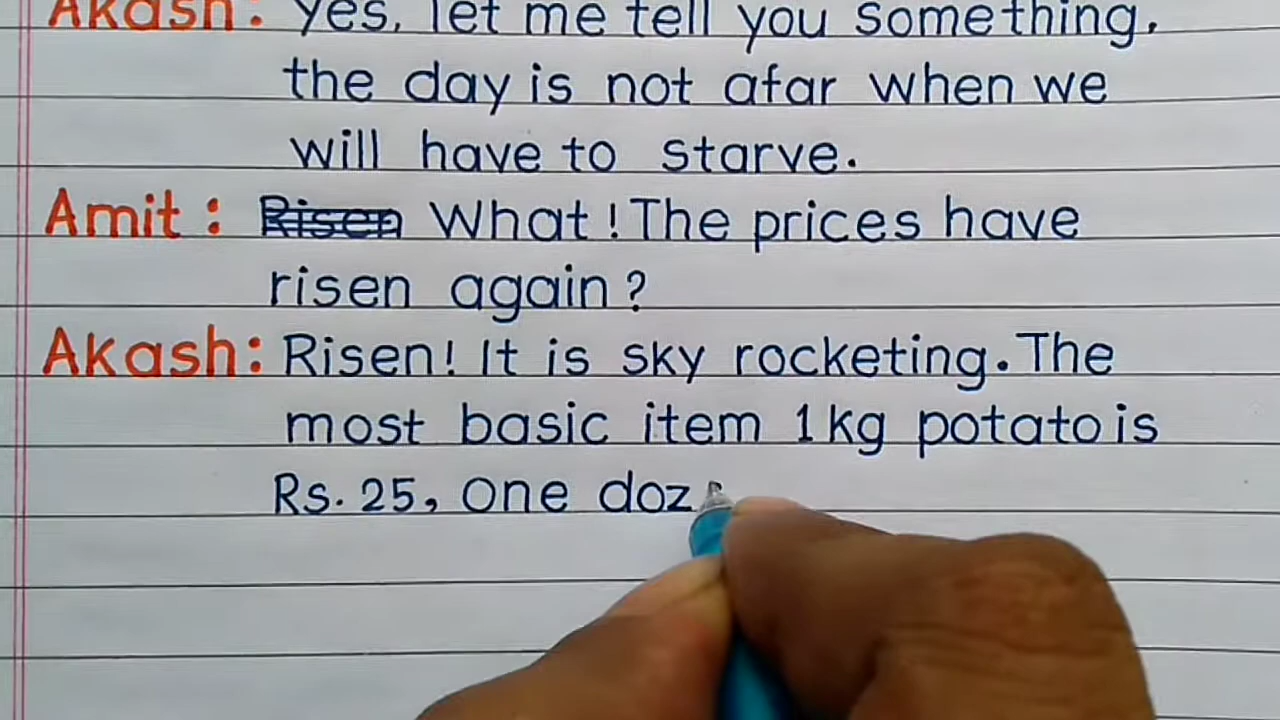 Akash: Yes, let me tell you something,
the day is not afar when we
will have to starve.
Amit: Risen What! The prices have
risen again?
Akash: Risen! It is sky rocketing. The
most basic item 1kg potato is
Rs. 25, one doz